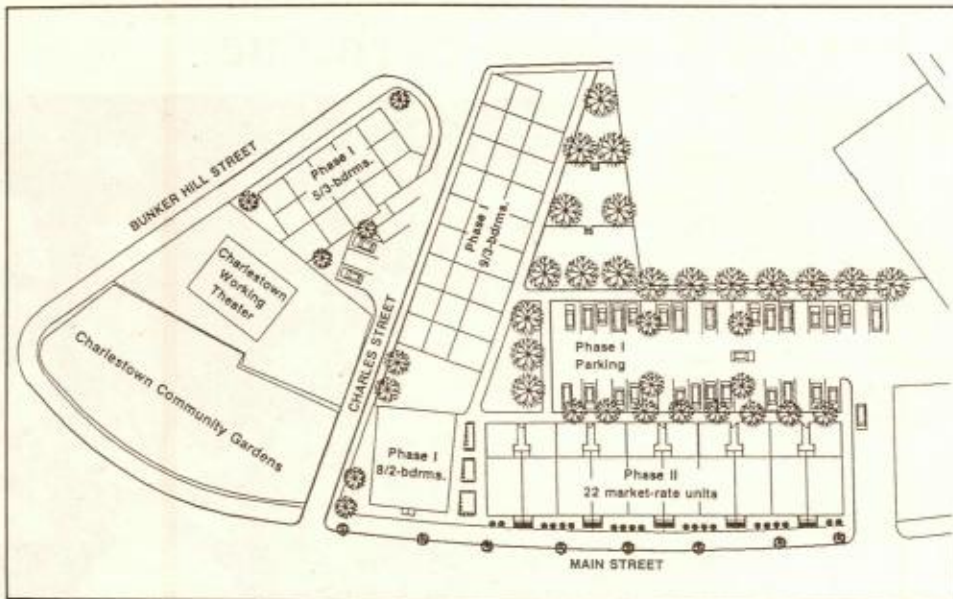 BUNKER HILL STREET
Phase I
5/3-bdrms.
Phase I
9/3-bdrms.
Charlestown
Working
Theater
Charlestown Community Gardens
CHARLES STREET
Phase I
Parking
Phase I
8/2-bdrms.
Phase II
22 market-rate units
MAIN STREET